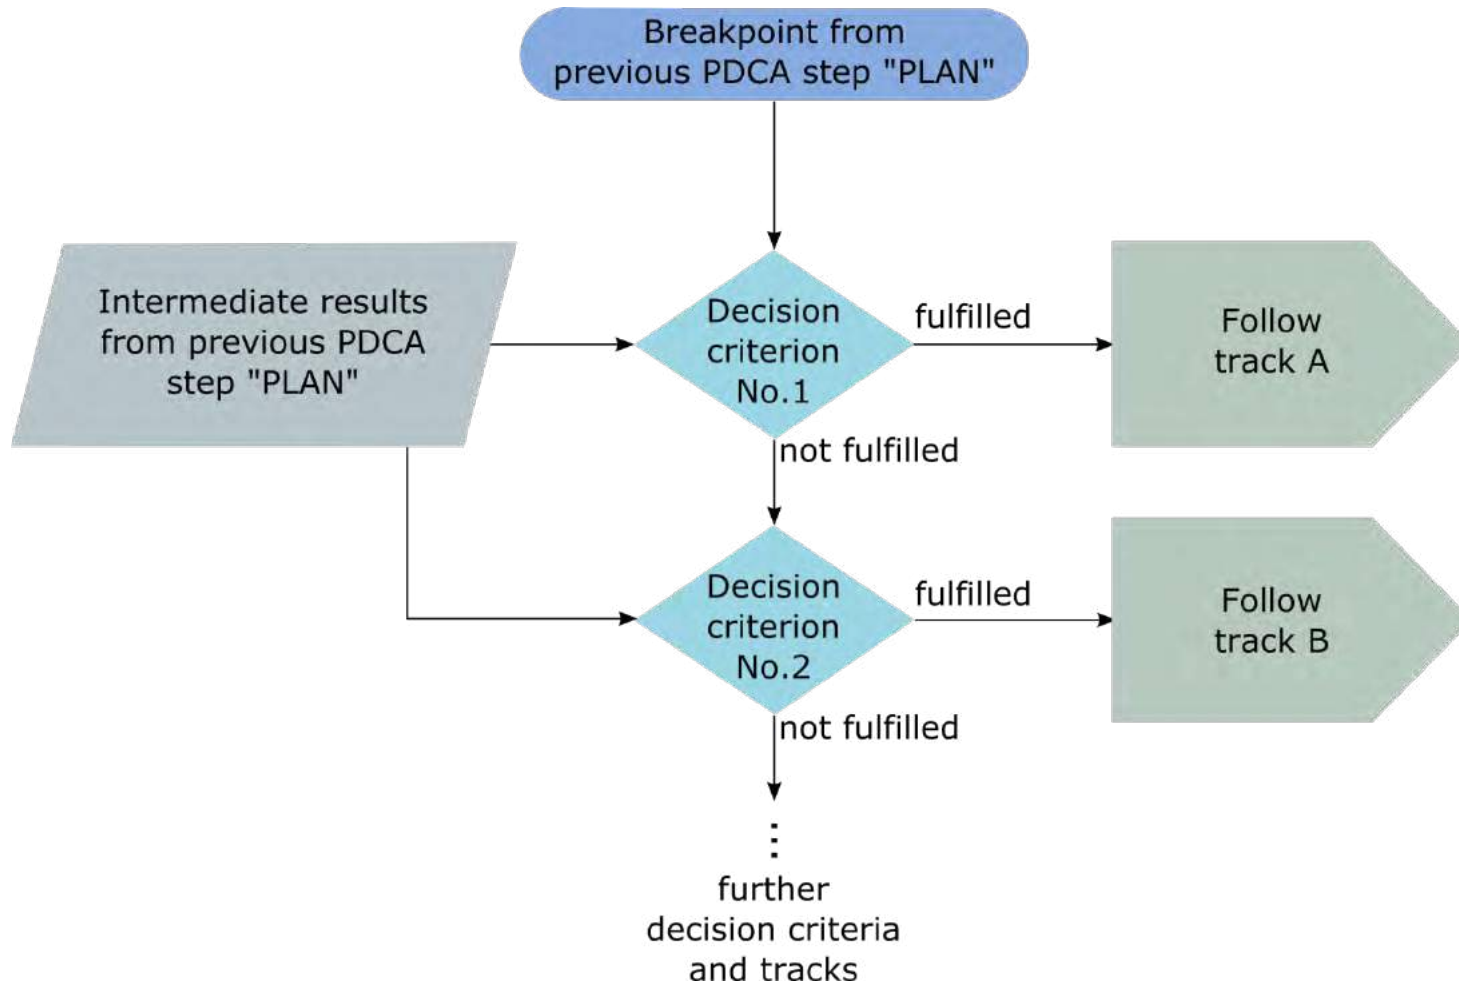 Breakpoint from
previous PDCA step "PLAN"
Intermediate results
from previous PDCA
step "PLAN"
Decision
criterion
No.1
fulfilled
Follow
track A
not fulfilled
Decision
criterion
No.2
fulfilled
Follow
track B
not fulfilled
⋮
further
decision criteria
and tracks